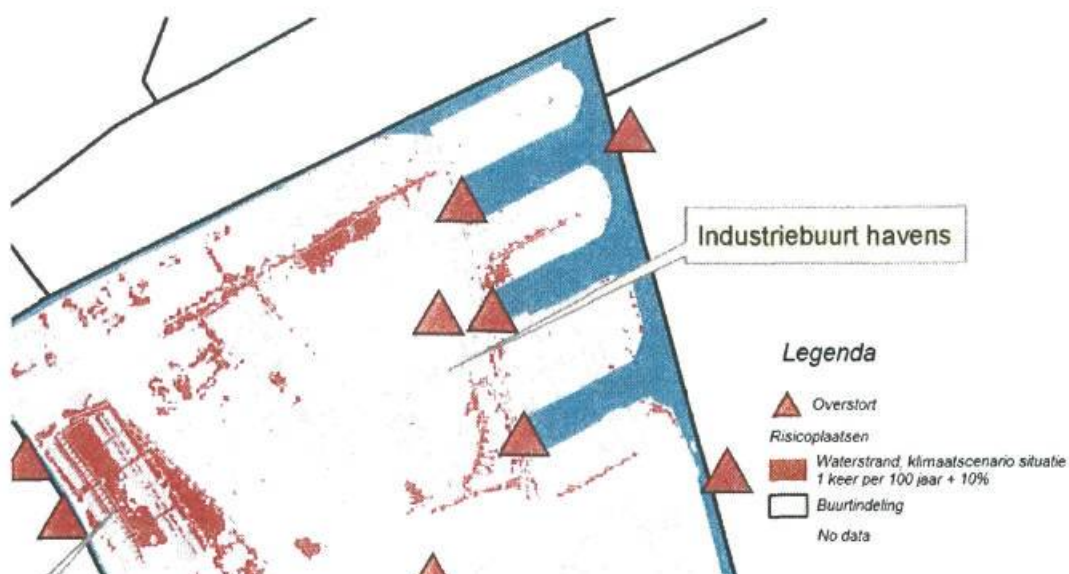 Industriebuurt havens
Legenda
Overstort
Risicoplaatsen
Waterstrand, klimaatscenario situatie
1 keer per 100 jaar + 10%
Buurtindeling
No data